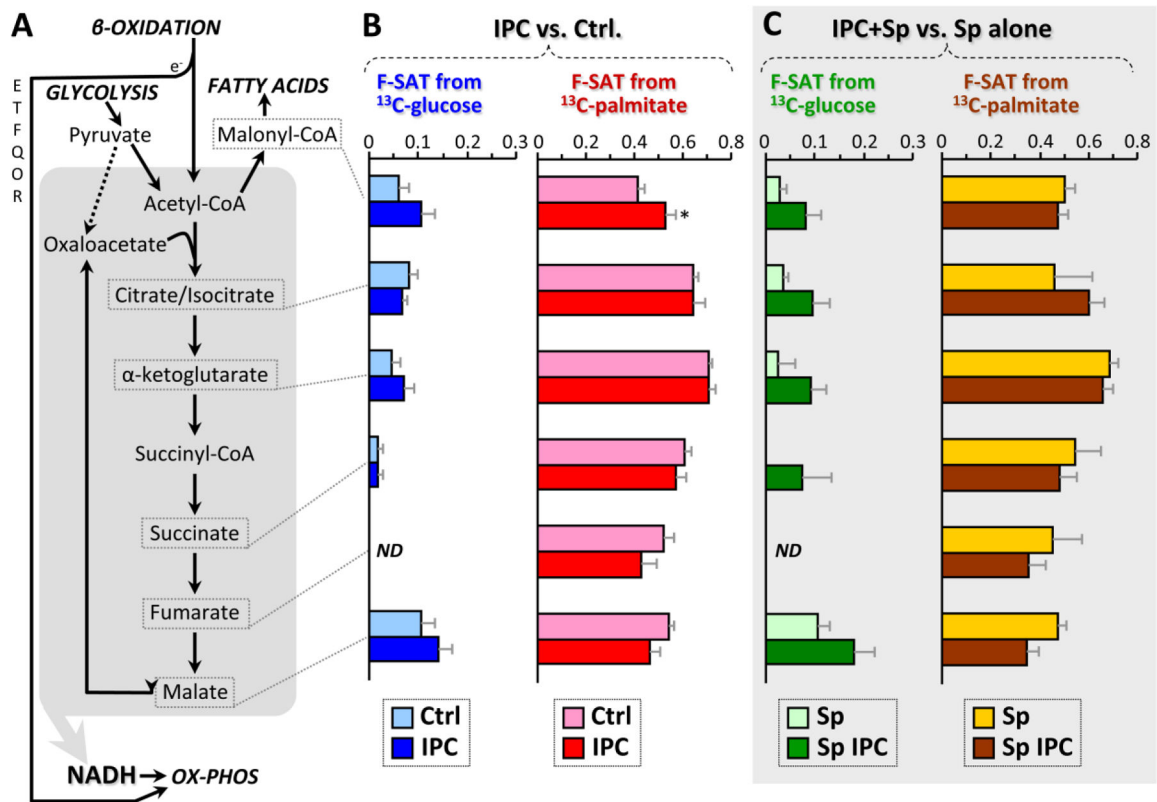 A
β-OXIDATION
e⁻
E
T
F
Q
O
R
GLYCOLYSIS
FATTY ACIDS
Pyruvate
Malonyl-CoA
Acetyl-CoA
Oxaloacetate
Citrate/Isocitrate
α-ketoglutarate
Succinyl-CoA
Succinate
Fumarate
Malate
NADH
OX-PHOS
B
IPC vs. Ctrl.
F-SAT from
¹³C-glucose
0 0.1 0.2 0.3
ND
Ctrl
IPC
F-SAT from
¹³C-palmitate
0 0.2 0.4 0.6 0.8
*
Ctrl
IPC
C
IPC+Sp vs. Sp alone
F-SAT from
¹³C-glucose
0 0.1 0.2 0.3
ND
Sp
Sp IPC
F-SAT from
¹³C-palmitate
0 0.2 0.4 0.6 0.8
Sp
Sp IPC